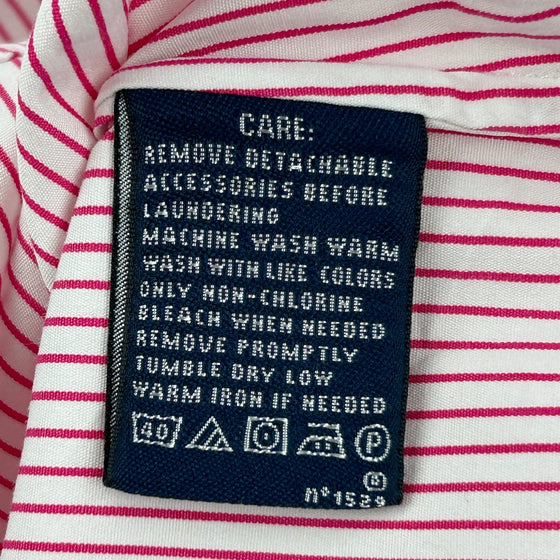 CARE:
REMOVE DETACHABLE
ACCESSORIES BEFORE
LAUNDERING
MACHINE WASH WARM
WASH WITH LIKE COLORS
ONLY NON-CHLORINE
BLEACH WHEN NEEDED
REMOVE PROMPTLY
TUMBLE DRY LOW
WARM IRON IF NEEDED
40 P
®
n°1529